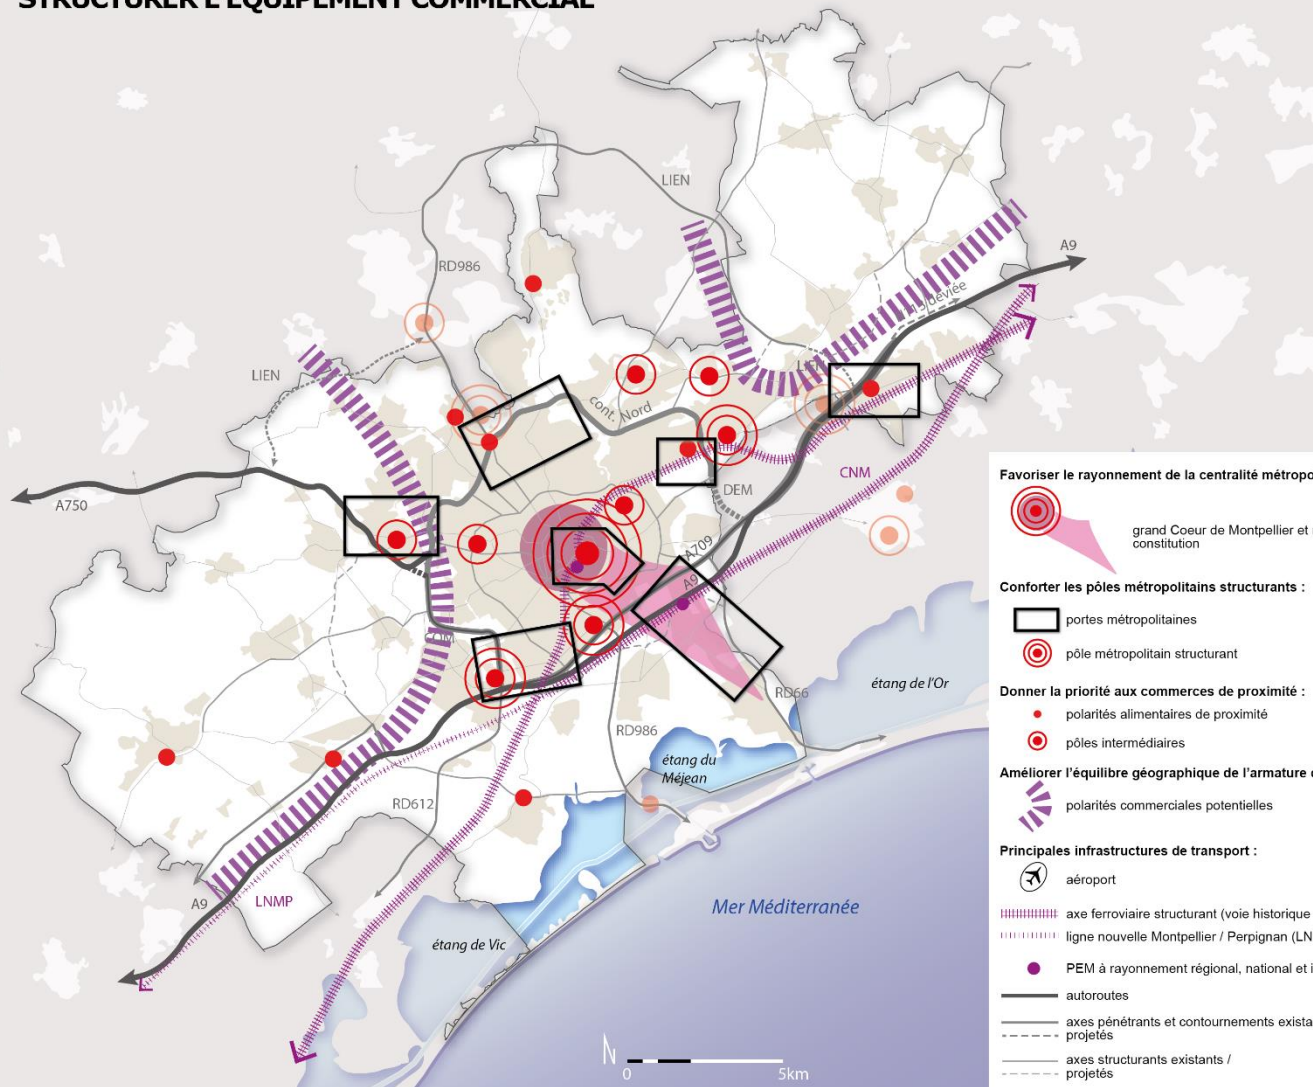 STRUCTURER L'EQUIPEMENT COMMERCIAL
LIEN
A9
RD986
déviée
LIEN
LIEN
cont. Nord
CNM
A750
DEM
A709
A9
COM
RD66
étang de l'Or
RD986
étang du
Méjean
RD612
A9
LNMP
Mer Méditerranée
étang de Vic
N
0
5km
Favoriser le rayonnement de la centralité métropo
grand Coeur de Montpellier et
constitution
Conforter les pôles métropolitains structurants :
portes métropolitaines
pôle métropolitain structurant
Donner la priorité aux commerces de proximité :
polarités alimentaires de proximité
pôles intermédiaires
Améliorer l'équilibre géographique de l'armature
polarités commerciales potentielles
Principales infrastructures de transport :
aéroport
axe ferroviaire structurant (voie historique
ligne nouvelle Montpellier / Perpignan (LN
PEM à rayonnement régional, national et i
autoroutes
axes pénétrants et contournements exista
projetés
axes structurants existants /
projetés